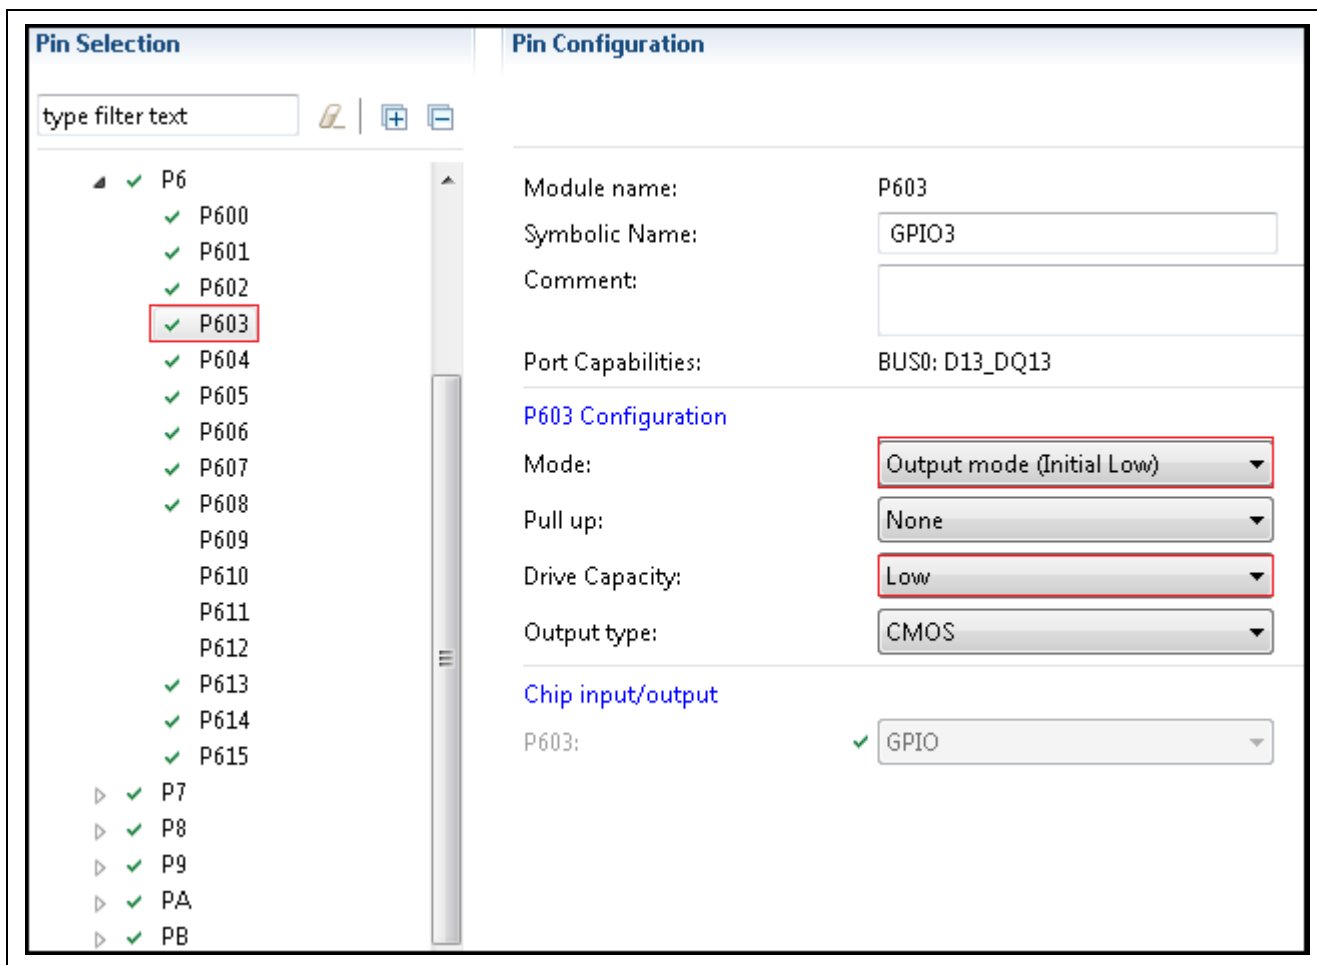 Pin Selection
type filter text
P6
P600
P601
P602
P603
P604
P605
P606
P607
P608
P609
P610
P611
P612
P613
P614
P615
P7
P8
P9
PA
PB
Pin Configuration
Module name: P603
Symbolic Name: GPIO3
Comment:
Port Capabilities: BUS0: D13_DQ13
P603 Configuration
Mode: Output mode (Initial Low)
Pull up: None
Drive Capacity: Low
Output type: CMOS
Chip input/output
P603: GPIO